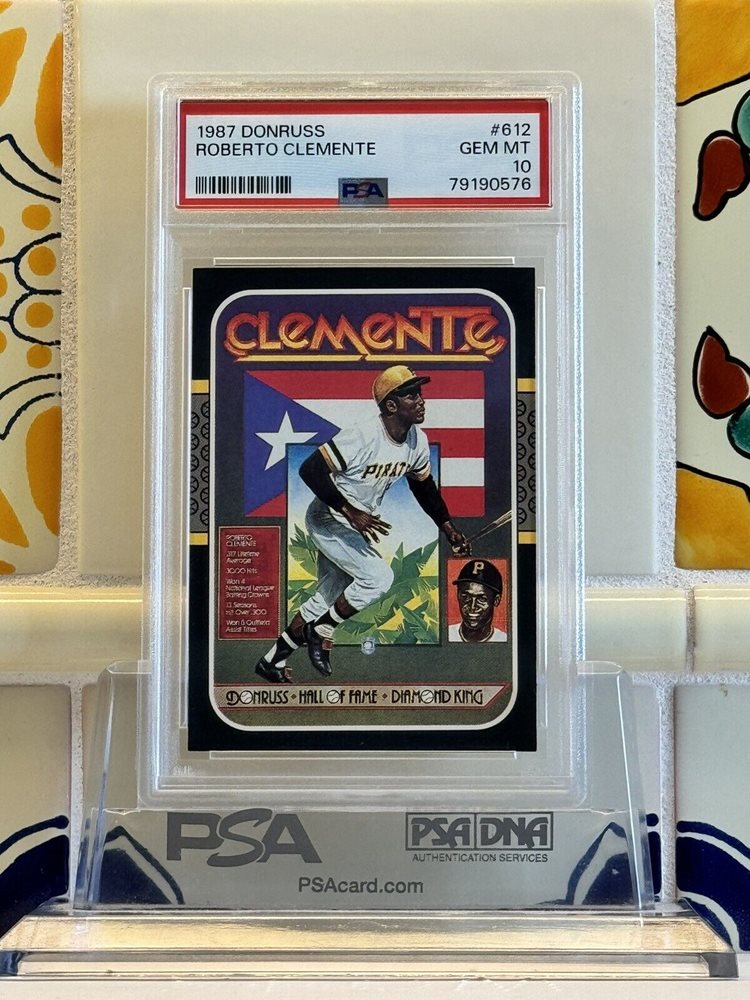 1987 DONRUSS #612
ROBERTO CLEMENTE GEM MT
10
PSA 79190576
CLEMENTE
PIRAT
ROBERTO
CLEMENTE
.317 Lifetime
Average
3000 Hits
Won 4
National League
Batting Crowns
13 Seasons
Hit Over .300
Won 5 Outfield
Assist Titles
P
DONRUSS • HALL OF FAME • DIAMOND KING
PSA PSA DNA
AUTHENTICATION SERVICES
PSAcard.com